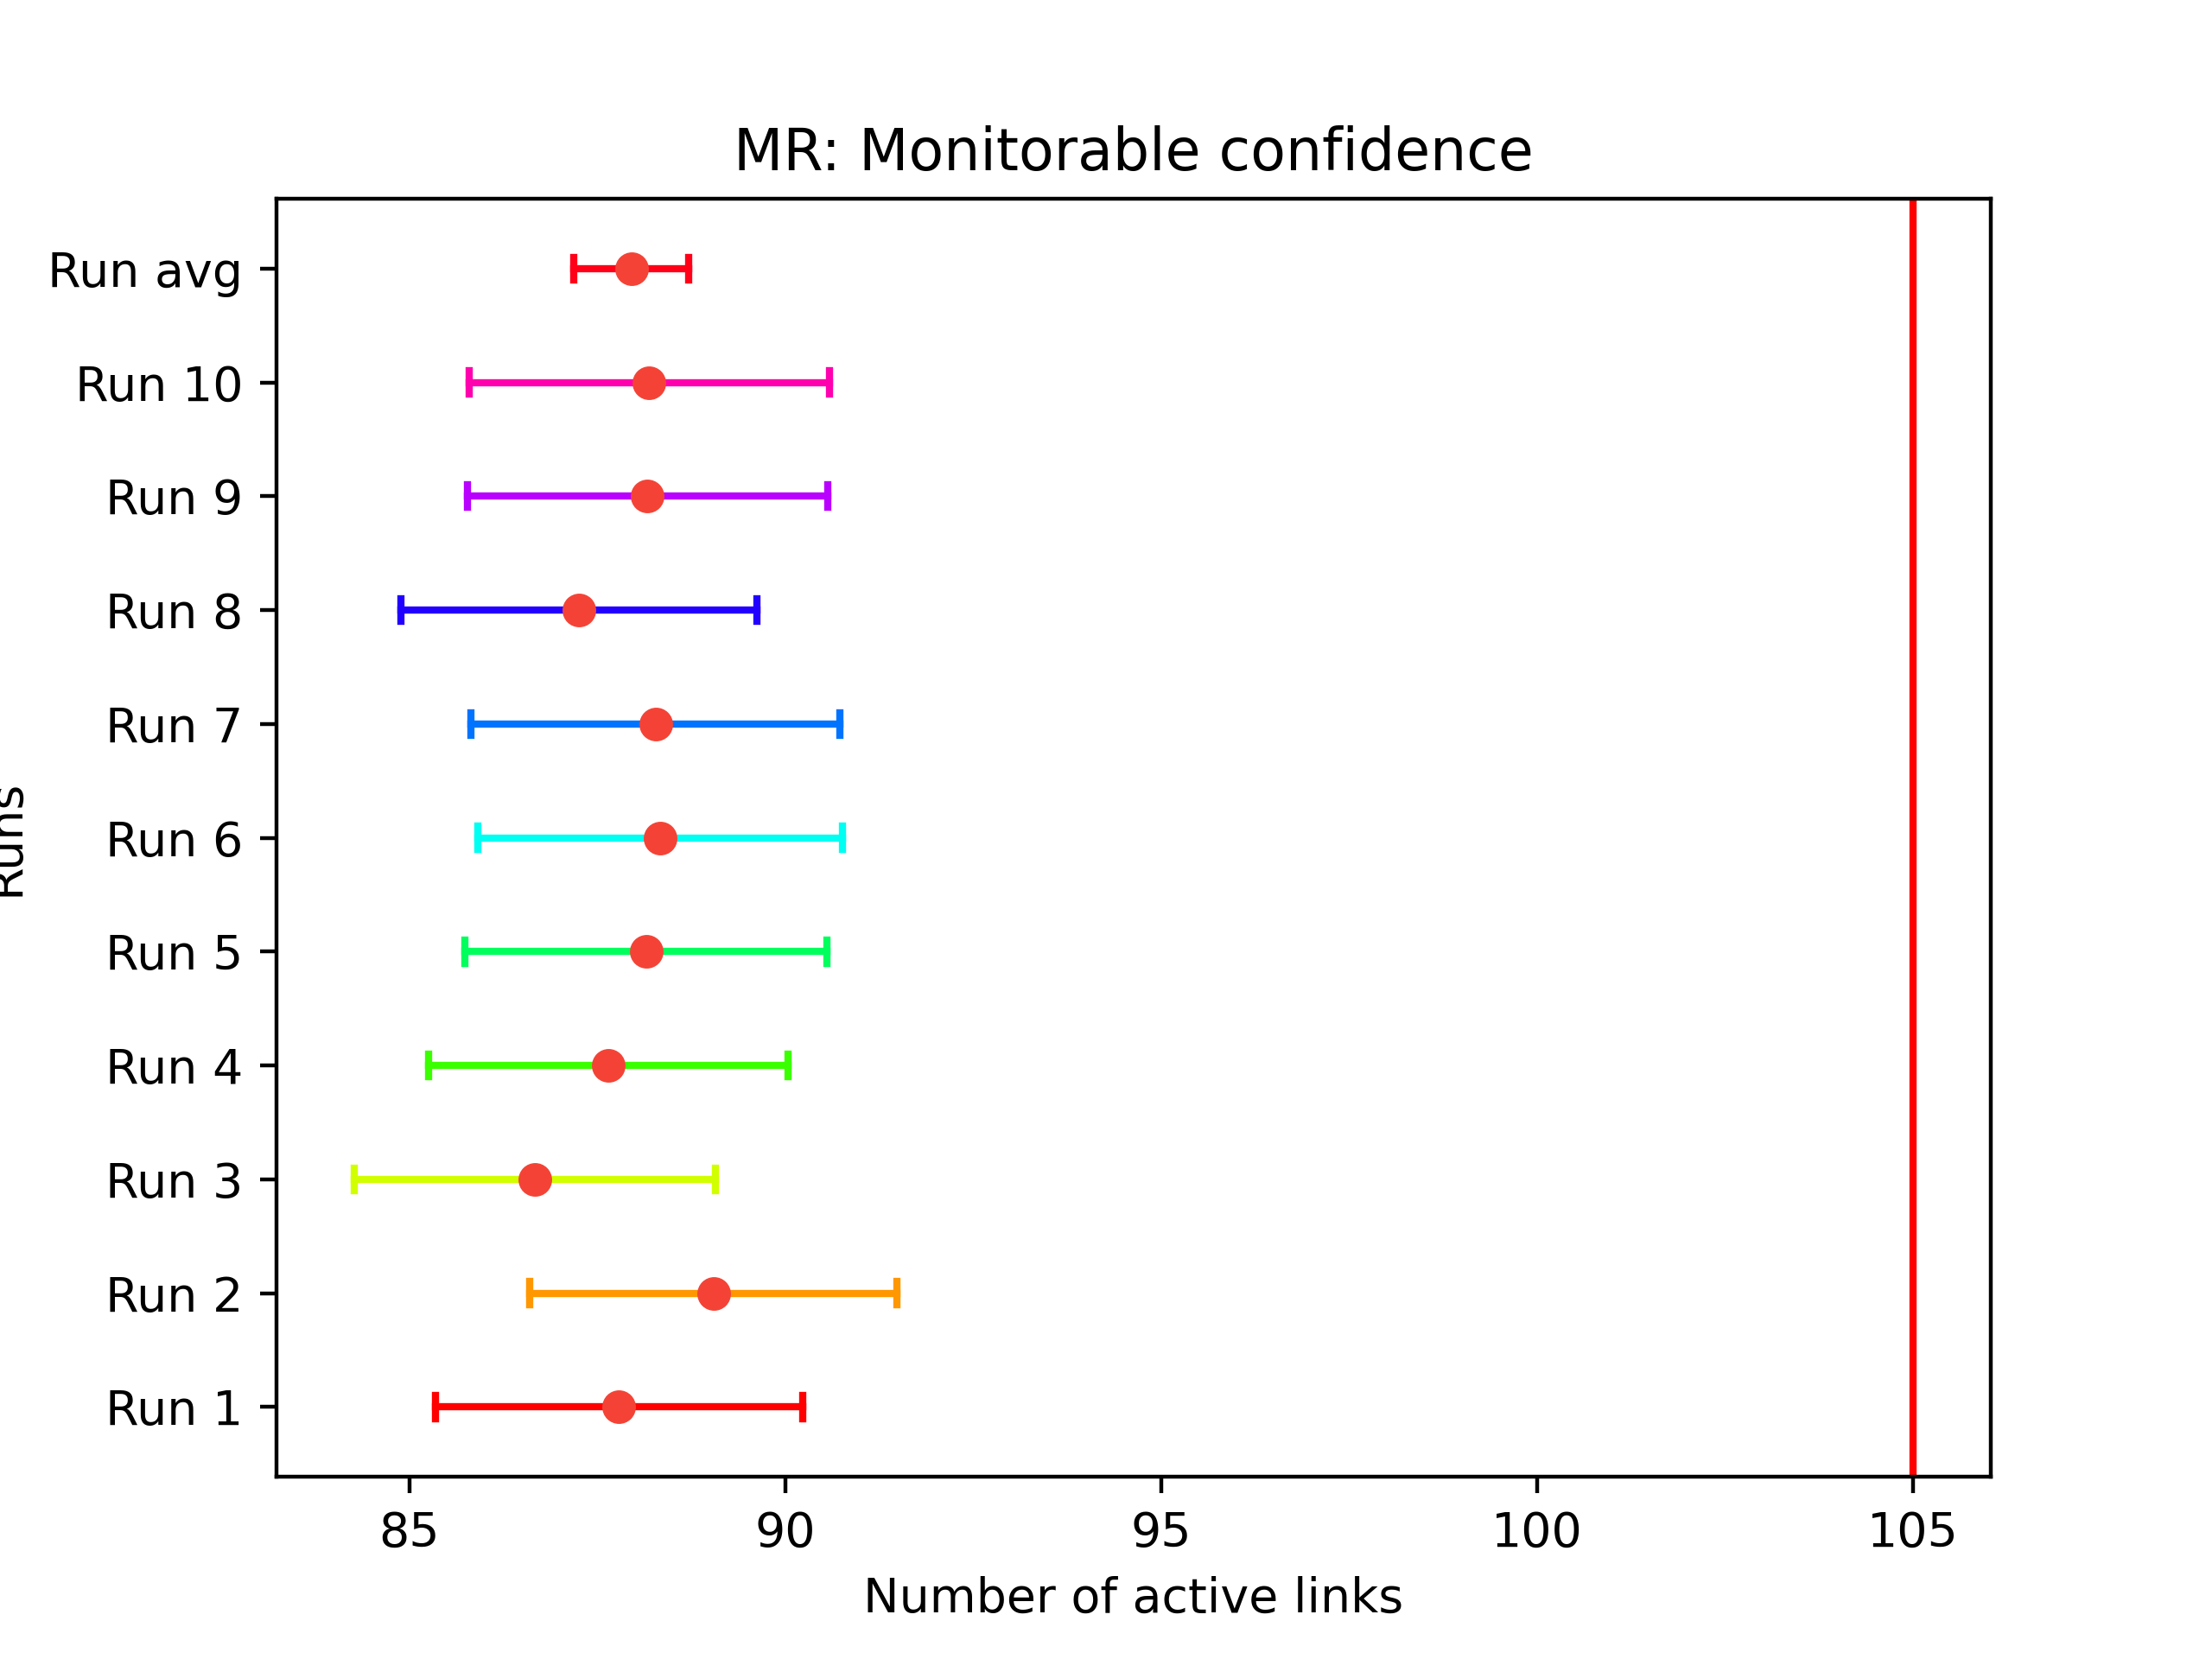 MR: Monitorable confidence
Run avg
Run 10
Run 9
Run 8
Run 7
Run 6
Run 5
Run 4
Run 3
Run 2
Run 1
Runs
85 90 95 100 105
Number of active links